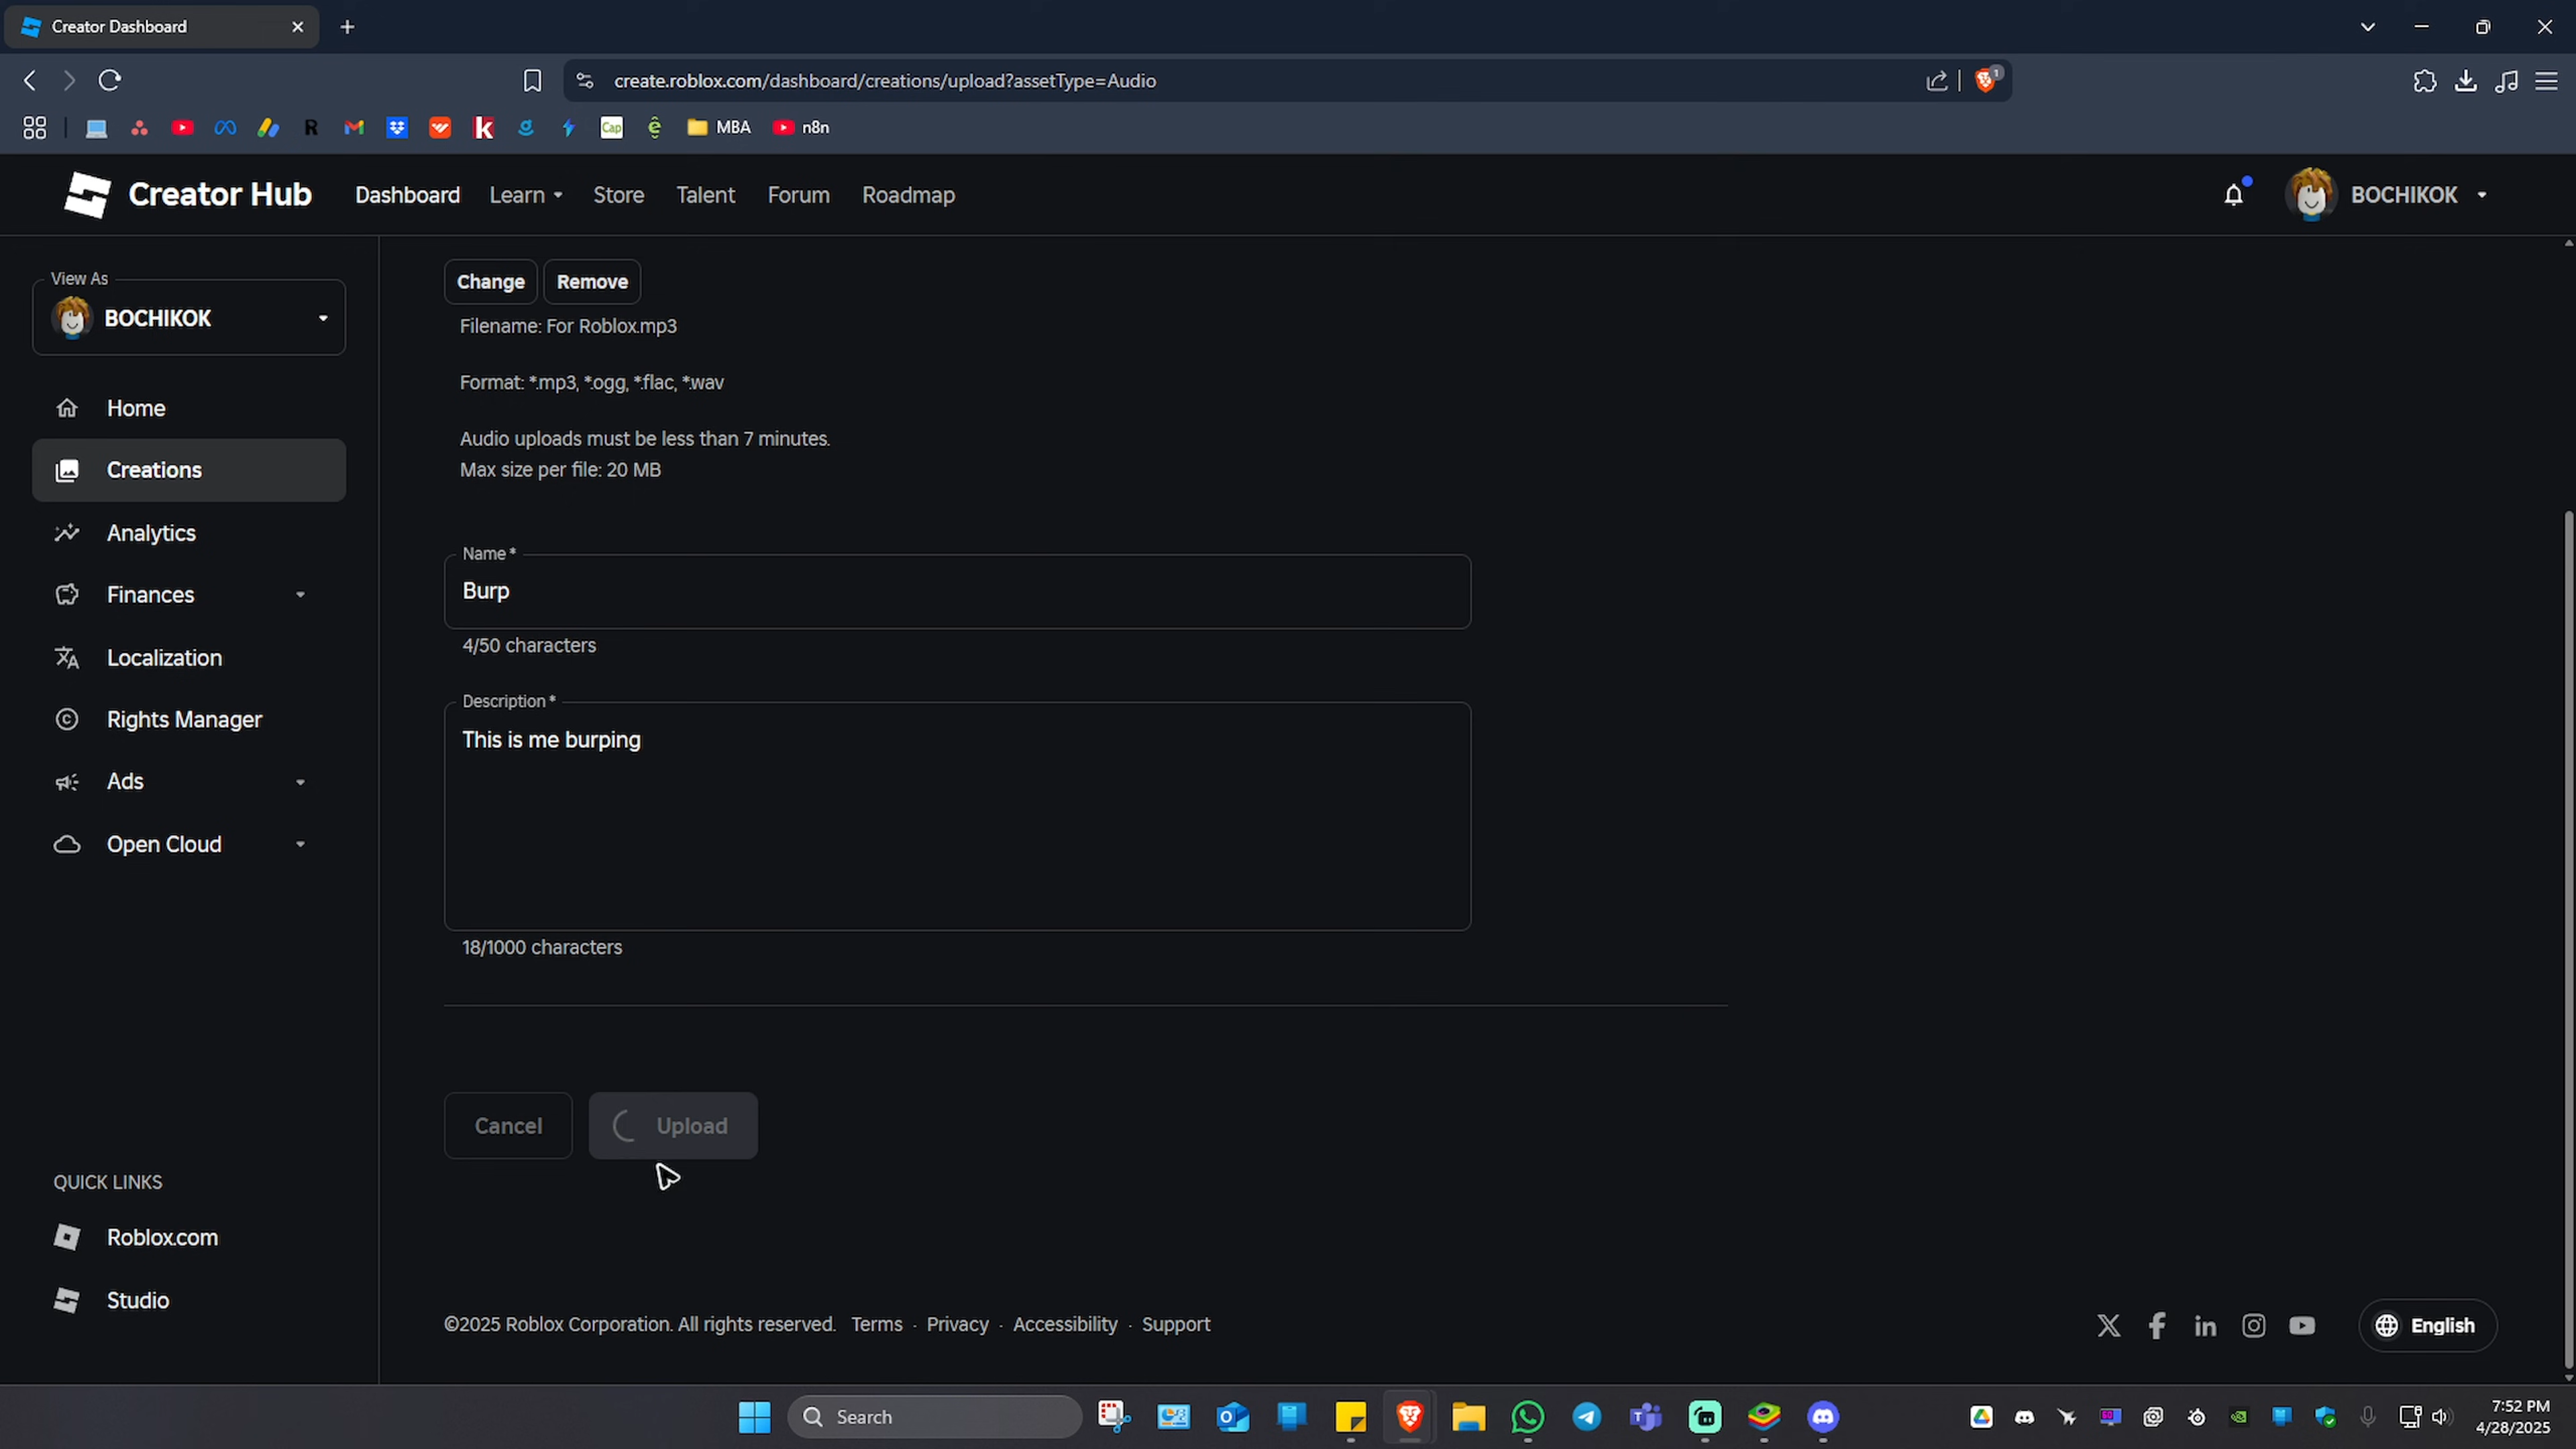 Creator Dashboard
create.roblox.com/dashboard/creations/upload?assetType=Audio
1
Cap
MBA
n8n
Creator Hub
Dashboard
Learn
Store
Talent
Forum
Roadmap
BOCHIKOK
View As
BOCHIKOK
Home
Creations
Analytics
Finances
Localization
Rights Manager
Ads
Open Cloud
QUICK LINKS
Roblox.com
Studio
Change
Remove
Filename: For Roblox.mp3
Format: *.mp3, *.ogg, *.flac, *.wav
Audio uploads must be less than 7 minutes.
Max size per file: 20 MB
Name *
Burp
4/50 characters
Description *
This is me burping
18/1000 characters
Cancel
Upload
©2025 Roblox Corporation. All rights reserved. Terms · Privacy · Accessibility · Support
English
Search
7:52 PM
4/28/2025